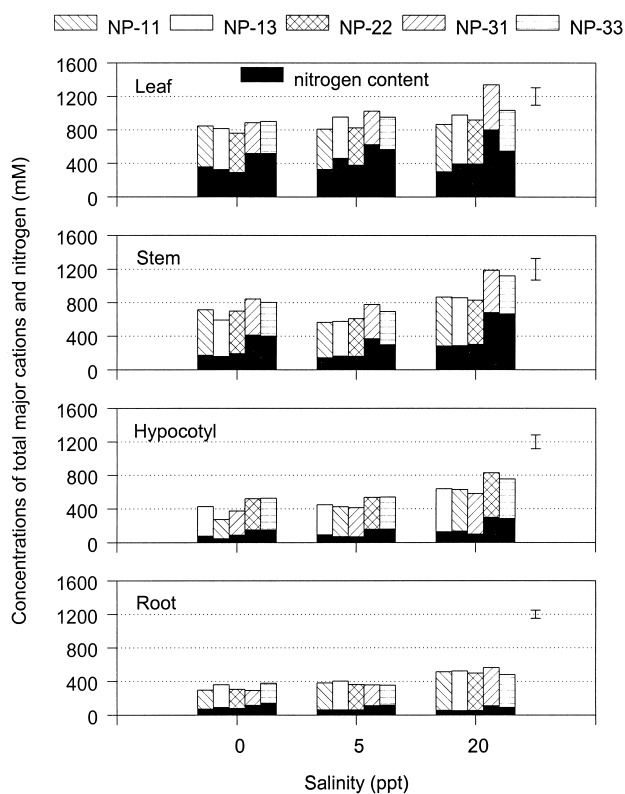 NP-11 NP-13 NP-22 NP-31 NP-33
Concentrations of total major cations and nitrogen (mM)
1600
Leaf
nitrogen content
1200
800
400
0
1600
Stem
1200
800
400
0
1600
Hypocotyl
1200
800
400
0
1600
Root
1200
800
400
0
0 5 20
Salinity (ppt)